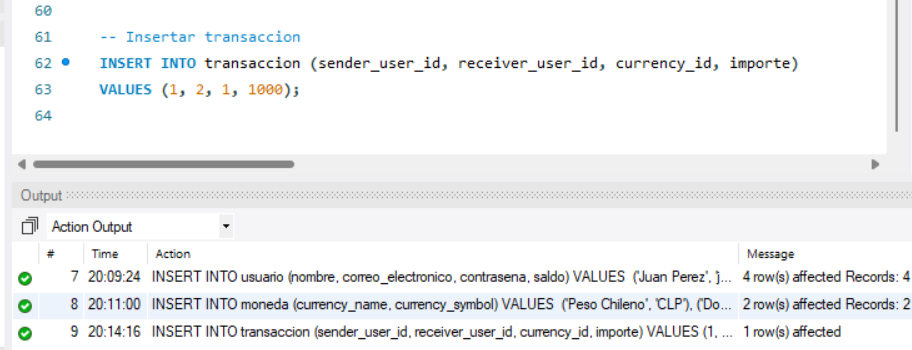 60
61 -- Insertar transaccion
62 INSERT INTO transaccion (sender_user_id, receiver_user_id, currency_id, importe)
63 VALUES (1, 2, 1, 1000);
64
Output
Action Output
# Time Action Message
7 20:09:24 INSERT INTO usuario (nombre, correo_electronico, contrasena, saldo) VALUES ('Juan Perez', 'j... 4 row(s) affected Records: 4
8 20:11:00 INSERT INTO moneda (currency_name, currency_symbol) VALUES ('Peso Chileno', 'CLP'), ('Do... 2 row(s) affected Records: 2
9 20:14:16 INSERT INTO transaccion (sender_user_id, receiver_user_id, currency_id, importe) VALUES (1, ... 1 row(s) affected